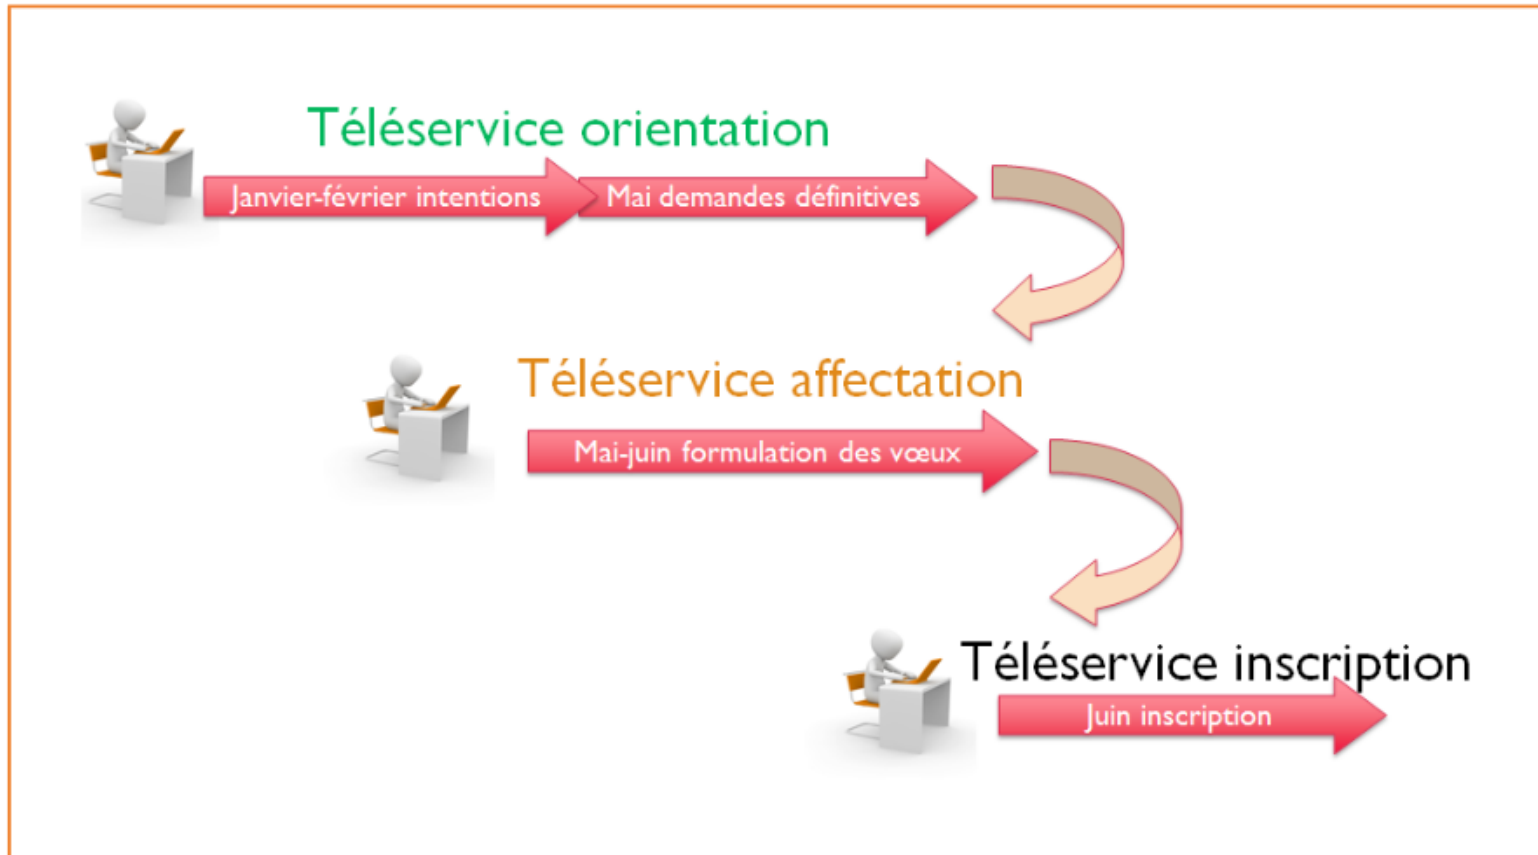 Téléservice orientation
Janvier-février intentions
Mai demandes définitives
Téléservice affectation
Mai-juin formulation des vœux
Téléservice inscription
Juin inscription